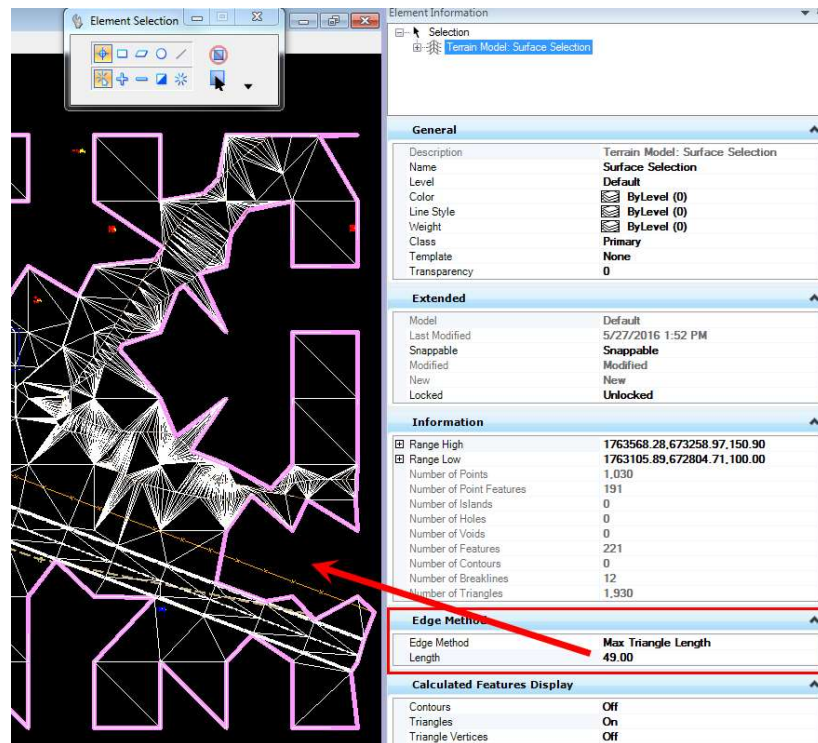 Element Selection
Element Information
Selection
Terrain Model: Surface Selection
General
Description Terrain Model: Surface Selection
Name Surface Selection
Level Default
Color ByLevel (0)
Line Style ByLevel (0)
Weight ByLevel (0)
Class Primary
Template None
Transparency 0
Extended
Model Default
Last Modified 5/27/2016 1:52 PM
Snappable Snappable
Modified Modified
New New
Locked Unlocked
Information
Range High 1763568.28,673258.97,150.90
Range Low 1763105.89,672804.71,100.00
Number of Points 1,030
Number of Point Features 191
Number of Islands 0
Number of Holes 0
Number of Voids 0
Number of Features 221
Number of Contours 0
Number of Breaklines 12
Number of Triangles 1,930
Edge Method
Edge Method Max Triangle Length
Length 49.00
Calculated Features Display
Contours Off
Triangles On
Triangle Vertices Off